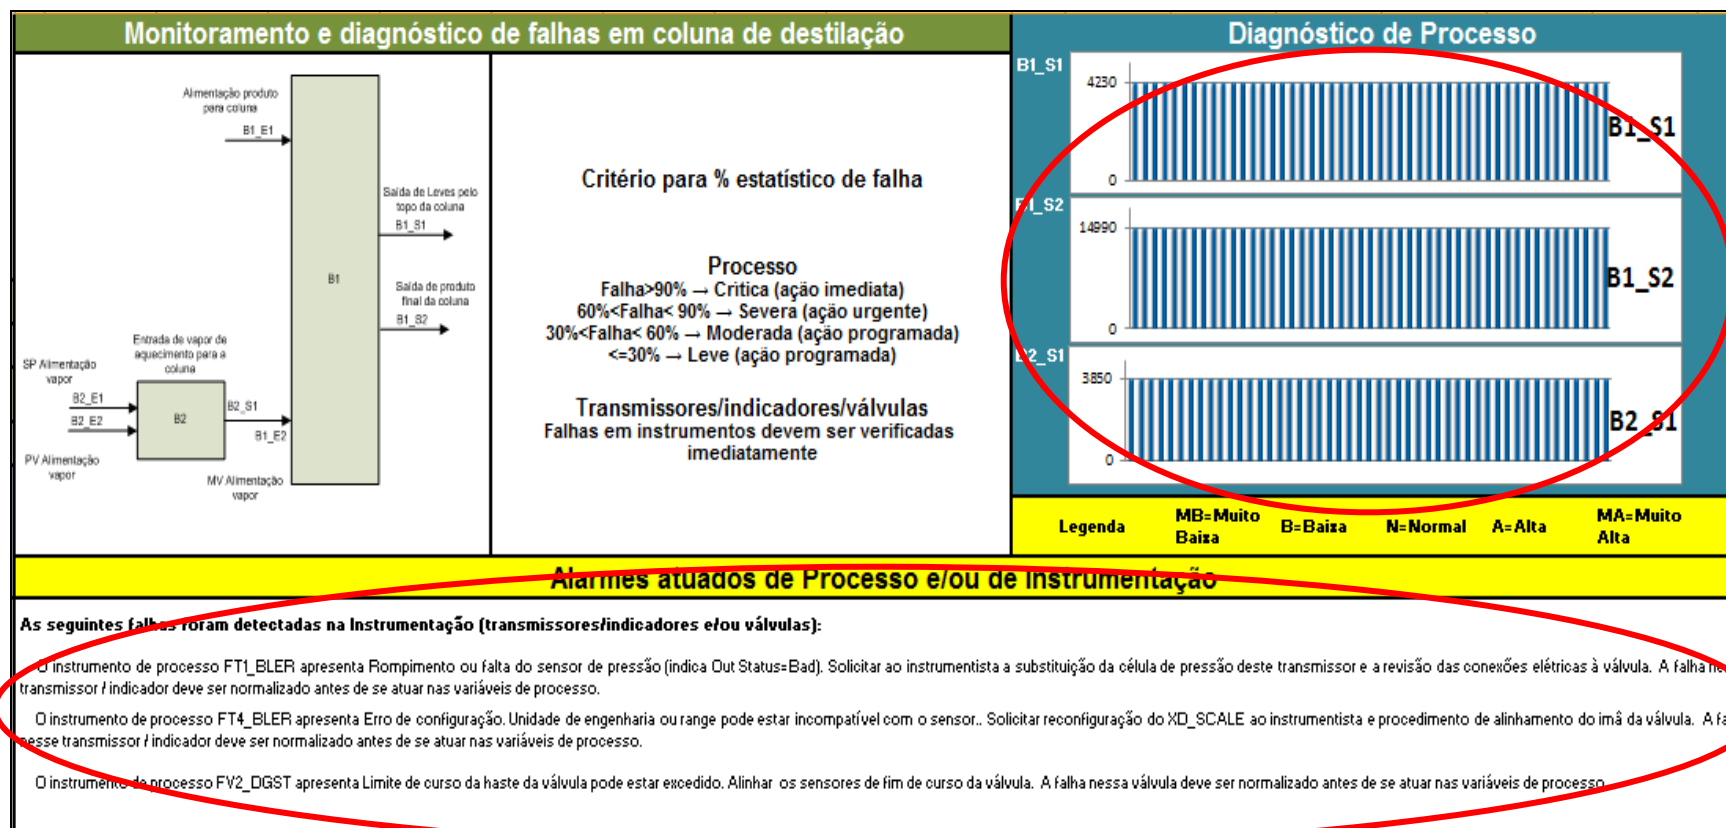 Monitoramento e diagnóstico de falhas em coluna de destilação
Alimentação produto
para coluna
B1_E1
Saída de Leves pelo
topo da coluna
B1_S1
B1
Saída de produto
final da coluna
B1_S2
Entrada de vapor de
aquecimento para a
coluna
SP Alimentação
vapor
B2_E1
B2_E2
B2
B2_S1
B1_E2
PV Alimentação
vapor
MV Alimentação
vapor
Critério para % estatístico de falha
Processo
Falha>90% → Crítica (ação imediata)
60%<Falha< 90% → Severa (ação urgente)
30%<Falha< 60% → Moderada (ação programada)
<=30% → Leve (ação programada)
Transmissores/indicadores/válvulas
Falhas em instrumentos devem ser verificadas
imediatamente
Diagnóstico de Processo
B1_S1
4230
0
B1_S1
B1_S2
14990
0
B1_S2
B2_S1
3850
0
B2_S1
Legenda MB=Muito Baixa B=Baixa N=Normal A=Alta MA=Muito Alta
Alarmes atuados de Processo e/ou de Instrumentação
As seguintes falhas foram detectadas na Instrumentação (transmissores/indicadores e/ou válvulas):
O instrumento de processo FT1_BLER apresenta Rompimento ou falta do sensor de pressão (indica Out Status=Bad). Solicitar ao instrumentista a substituição da célula de pressão deste transmissor e a revisão das conexões elétricas à válvula. A falha
transmissor / indicador deve ser normalizado antes de se atuar nas variáveis de processo.
O instrumento de processo FT4_BLER apresenta Erro de configuração. Unidade de engenharia ou range pode estar incompatível com o sensor.. Solicitar reconfiguração do XD_SCALE ao instrumentista e procedimento de alinhamento do imã da válvula. A
nesse transmissor / indicador deve ser normalizado antes de se atuar nas variáveis de processo.
O instrumento de processo FV2_DGST apresenta Limite de curso da haste da válvula pode estar excedido. Alinhar os sensores de fim de curso da válvula. A falha nessa válvula deve ser normalizado antes de se atuar nas variáveis de processo.